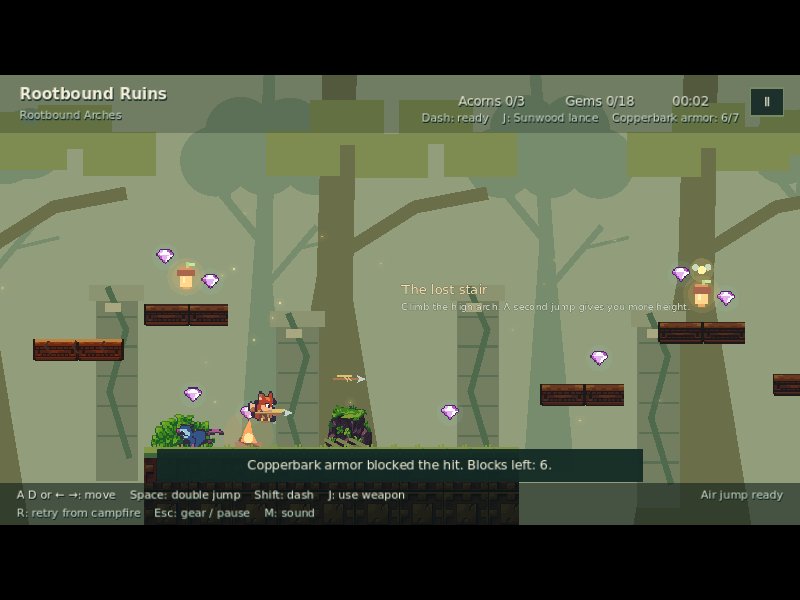 Rootbound Ruins
Rootbound Arches
Acorns 0/3 Gems 0/18 00:02
Dash: ready J: Sunwood lance Copperbark armor: 6/7
The lost stair
Climb the high arch. A second jump gives you more height.
Copperbark armor blocked the hit. Blocks left: 6.
A D or ← →: move Space: double jump Shift: dash J: use weapon
Air jump ready
R: retry from campfire Esc: gear / pause M: sound